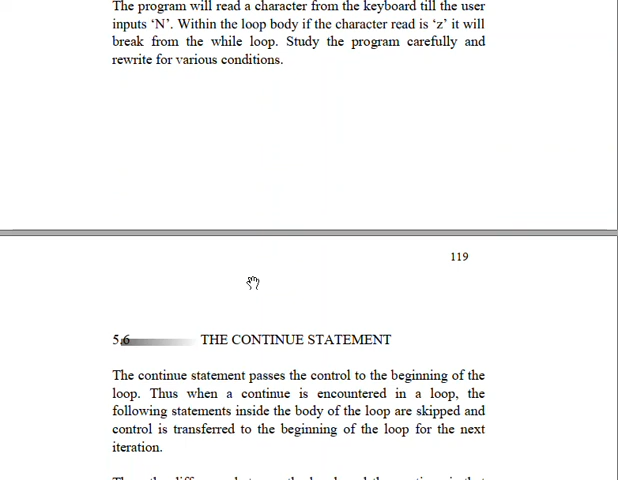 The program will read a character from the keyboard till the user
inputs ‘N’. Within the loop body if the character read is ‘z’ it will
break from the while loop. Study the program carefully and
rewrite for various conditions.
119
5.6 THE CONTINUE STATEMENT
The continue statement passes the control to the beginning of the
loop. Thus when a continue is encountered in a loop, the
following statements inside the body of the loop are skipped and
control is transferred to the beginning of the loop for the next
iteration.